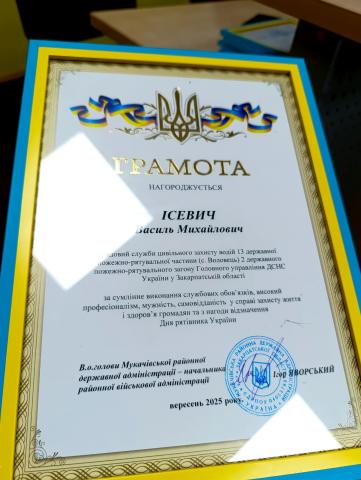 ГРАМОТА
НАГОРОДЖУЄТЬСЯ
ІСЕВИЧ
Василь Михайлович
рядовий служби цивільного захисту водій 13 державної
пожежно-рятувальної частини (с. Воловець) 2 державного
пожежно-рятувального загону Головного управління ДСНС
України у Закарпатській області
за сумлінне виконання службових обов'язків, високий
професіоналізм, мужність, самовідданість у справі захисту життя
і здоров'я громадян та з нагоди відзначення
Дня рятівника України
В.о.голови Мукачівської районної
державної адміністрації – начальника
районної військової адміністрації
Ігор ЯВОРСЬКИЙ
вересень 2025 року
УКРАЇНА